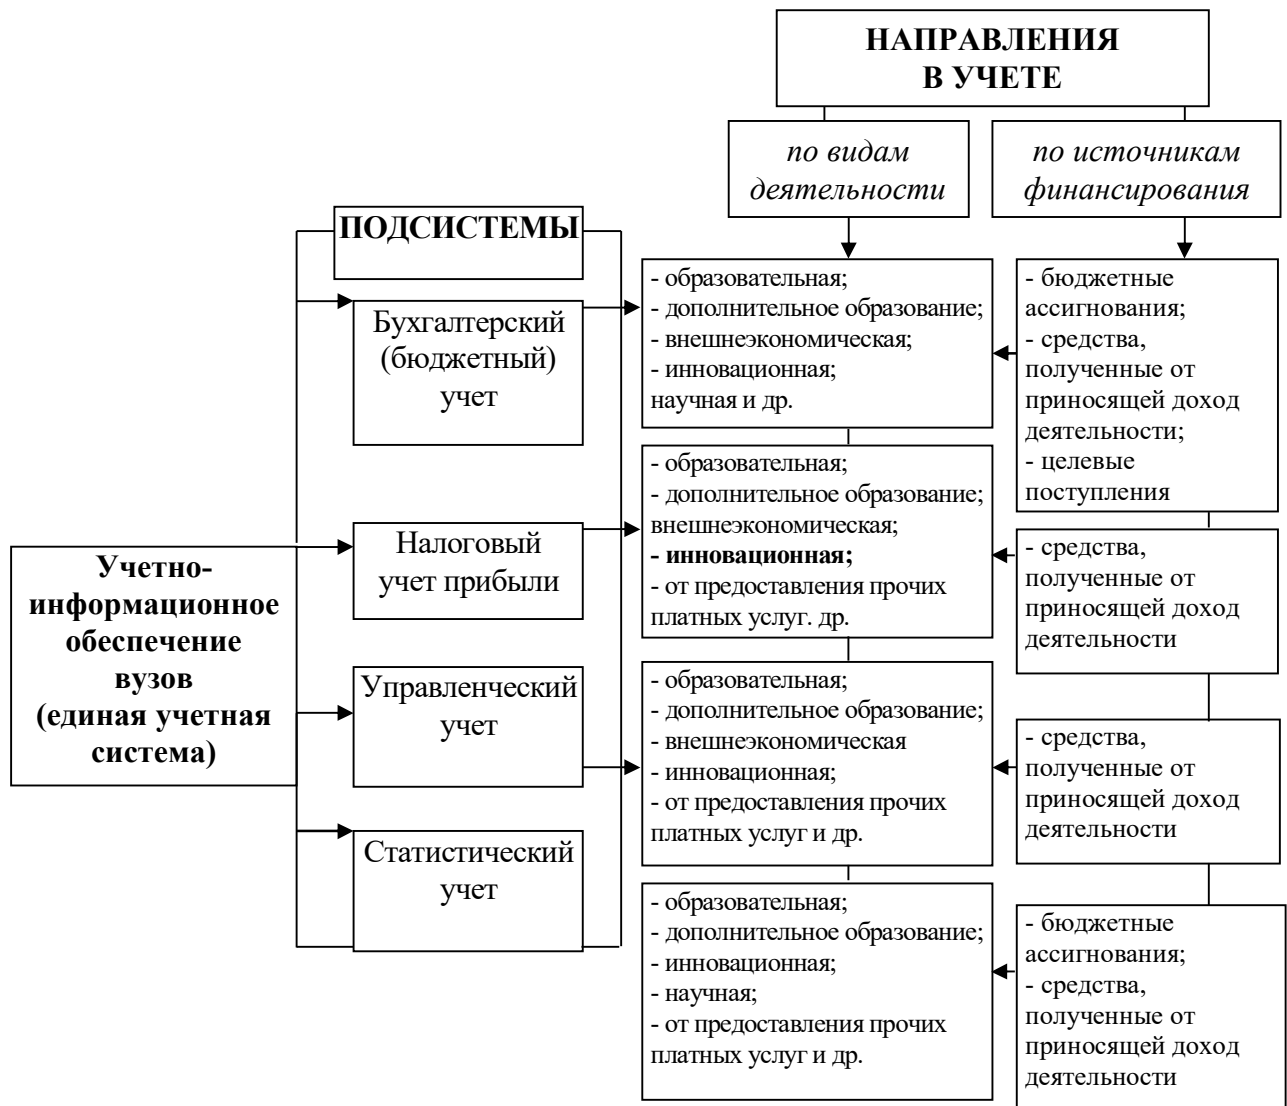 НАПРАВЛЕНИЯ
В УЧЕТЕ
по видам
деятельности
по источникам
финансирования
ПОДСИСТЕМЫ
Учетно-
информационное
обеспечение
вузов
(единая учетная
система)
Бухгалтерский
(бюджетный)
учет
- образовательная;
- дополнительное образование;
- внешнеэкономическая;
- инновационная;
научная и др.
- бюджетные
ассигнования;
- средства,
полученные от
приносящей доход
деятельности;
- целевые
поступления
Налоговый
учет прибыли
- образовательная;
- дополнительное образование;
внешнеэкономическая;
- инновационная;
- от предоставления прочих
платных услуг. др.
- средства,
полученные от
приносящей доход
деятельности
Управленческий
учет
- образовательная;
- дополнительное образование;
- внешнеэкономическая
- инновационная;
- от предоставления прочих
платных услуг и др.
- средства,
полученные от
приносящей доход
деятельности
Статистический
учет
- образовательная;
- дополнительное образование;
- инновационная;
- научная;
- от предоставления прочих
платных услуг и др.
- бюджетные
ассигнования;
- средства,
полученные от
приносящей доход
деятельности